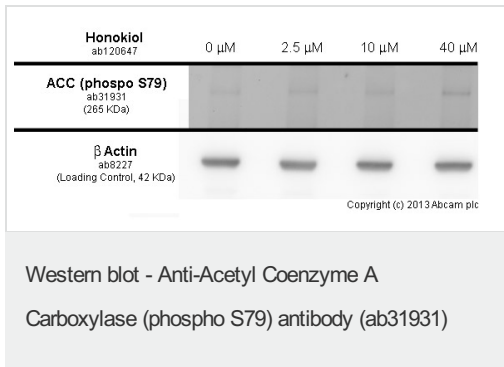 Honokiol
ab120647
0 μM 2.5 μM 10 μM 40 μM
ACC (phospo S79)
ab31931
(265 KDa)
β Actin
ab8227
(Loading Control, 42 KDa)
Copyright (c) 2013 Abcam plc
Western blot - Anti-Acetyl Coenzyme A
Carboxylase (phospho S79) antibody (ab31931)